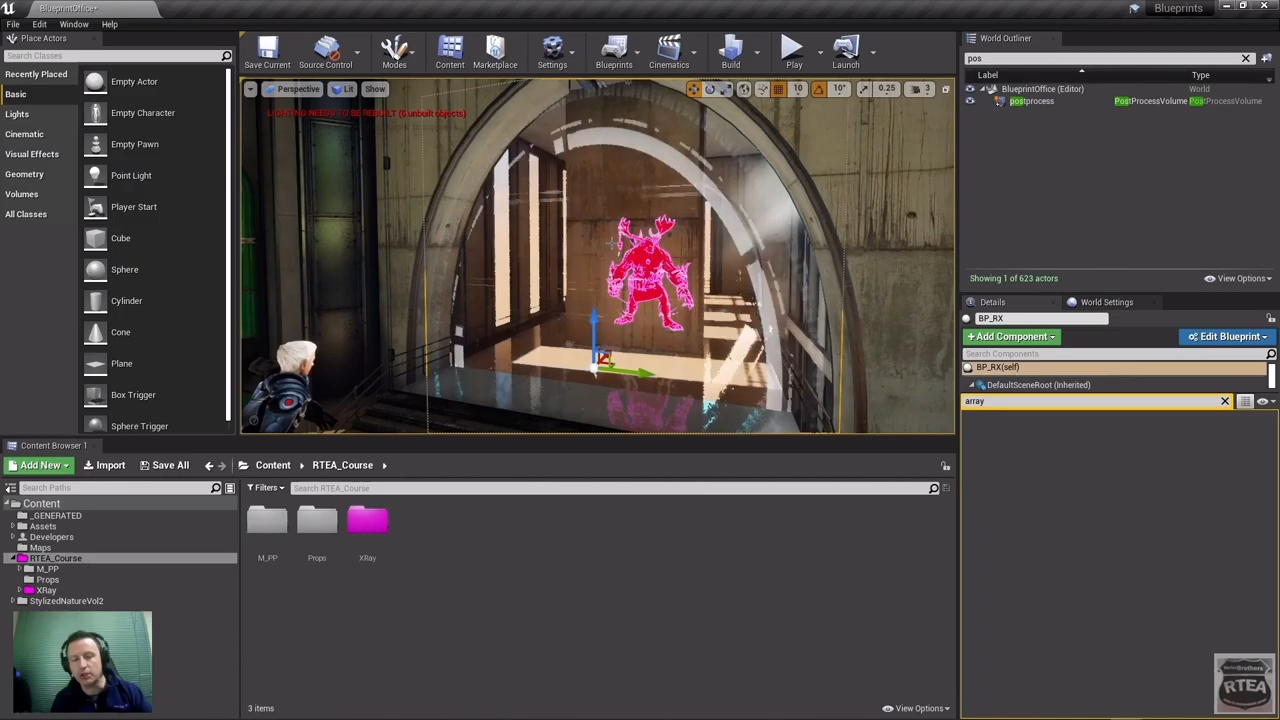 BlueprintOffice*
Blueprints
File Edit Window Help
Place Actors
Search Classes
Recently Placed
Basic
Lights
Cinematic
Visual Effects
Geometry
Volumes
All Classes
Empty Actor
Empty Character
Empty Pawn
Point Light
Player Start
Cube
Sphere
Cylinder
Cone
Plane
Box Trigger
Sphere Trigger
Save Current
Source Control
Modes
Content
Marketplace
Settings
Blueprints
Cinematics
Build
Play
Launch
Perspective Lit Show
10 10° 0.25 3
LIGHTING NEEDS TO BE REBUILT (6 unbuilt objects)
World Outliner
pos
Label Type
BlueprintOffice (Editor) World
postprocess PostProcessVolume PostProcessVolume
Showing 1 of 623 actors
View Options
Details World Settings
BP_RX
+Add Component Edit Blueprint
Search Components
BP_RX(self)
DefaultSceneRoot (Inherited)
array
Content Browser 1
Add New Import Save All Content RTEA_Course
Search Paths
Filters Search RTEA_Course
Content
_GENERATED
Assets
Developers
Maps
RTEA_Course
M_PP
Props
XRay
StylizedNatureVol2
M_PP Props XRay
3 items
View Options
RTEA